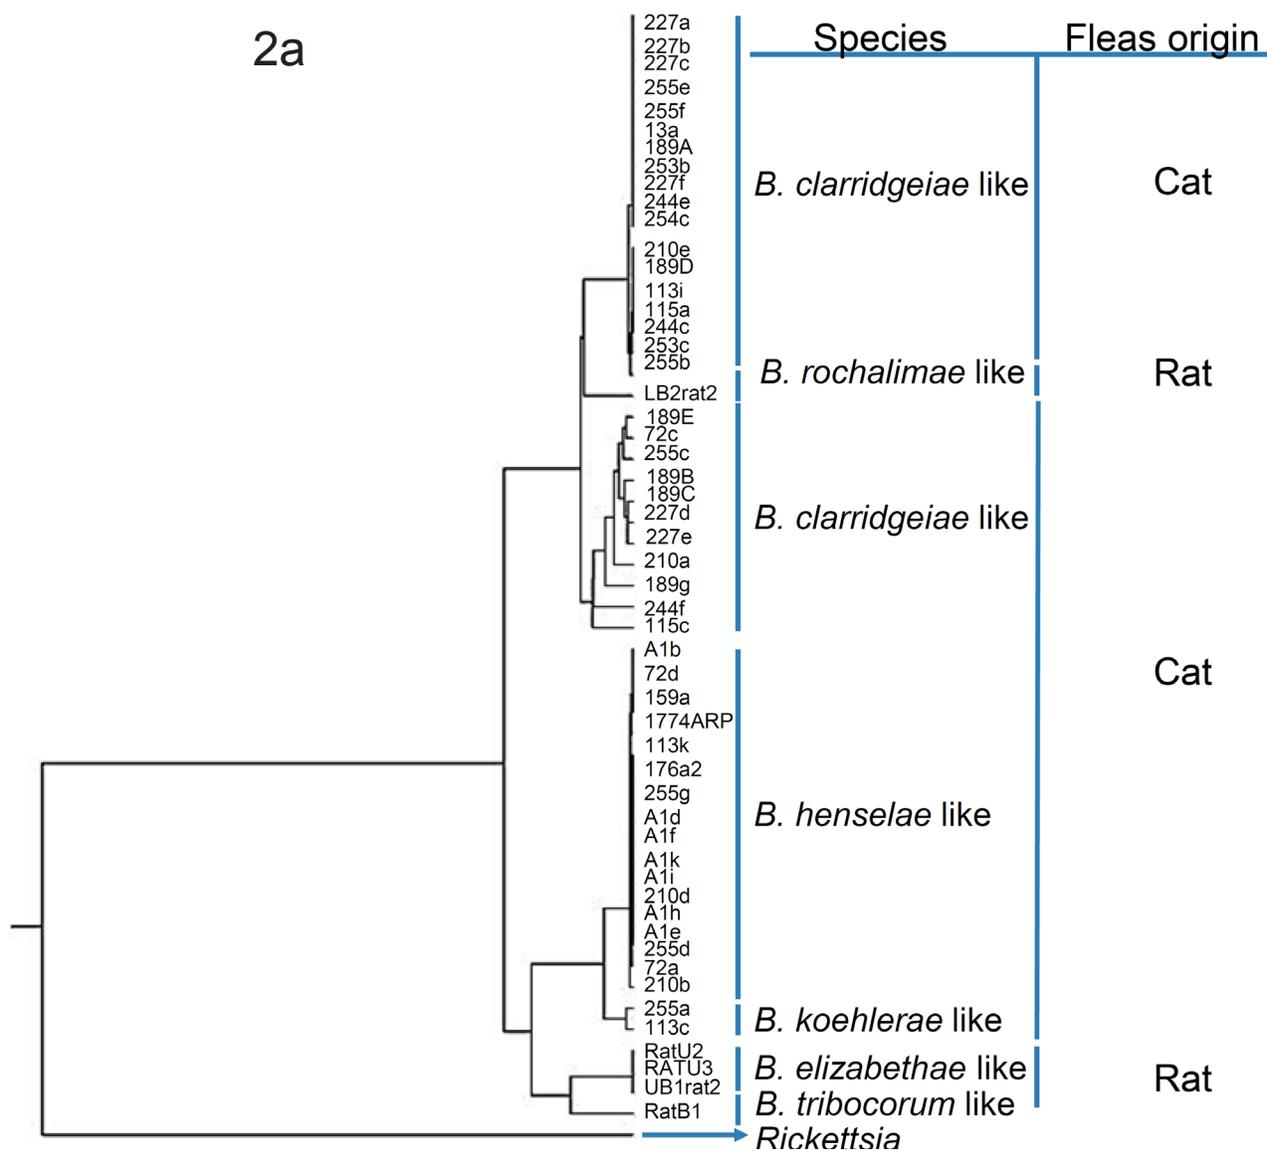 2a
Species
Fleas origin
227a
227b
227c
255e
255f
13a
189A
253b
227f
244e
254c
210e
189D
113i
115a
244c
253c
255b
B. clarridgeiae like
Cat
LB2rat2
B. rochalimae like
Rat
189E
72c
255c
189B
189C
227d
227e
210a
189g
244f
115c
B. clarridgeiae like
Cat
A1b
72d
159a
1774ARP
113k
176a2
255g
A1d
A1f
A1k
A1i
210d
A1h
A1e
255d
72a
210b
B. henselae like
255a
113c
B. koehlerae like
RatU2
RATU3
UB1rat2
B. elizabethae like
Rat
RatB1
B. tribocorum like
Rickettsia